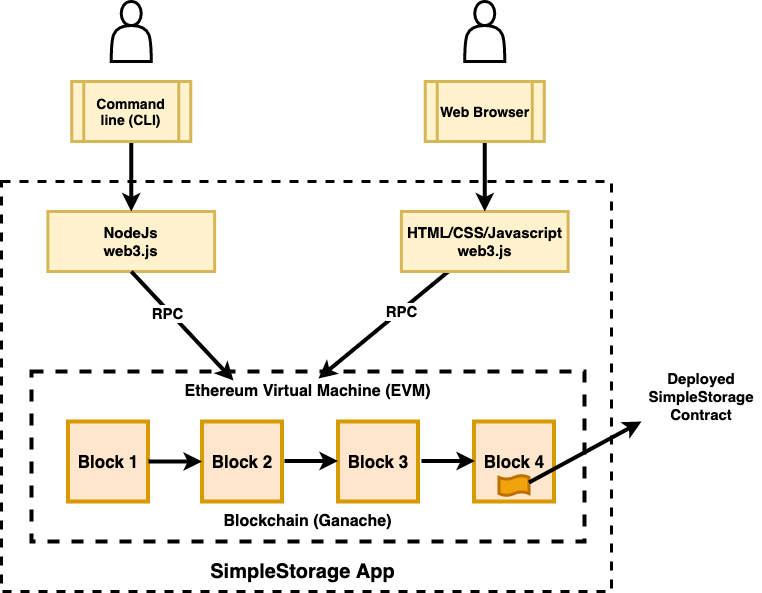 Command
line (CLI)
Web Browser
NodeJs
web3.js
HTML/CSS/Javascript
web3.js
RPC
RPC
Ethereum Virtual Machine (EVM)
Deployed
SimpleStorage
Contract
Block 1
Block 2
Block 3
Block 4
Blockchain (Ganache)
SimpleStorage App